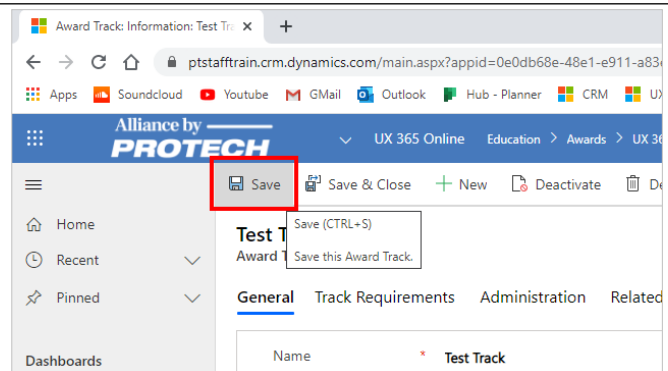 Award Track: Information: Test Tra
ptstafftrain.crm.dynamics.com/main.aspx?appid=0e0db68e-48e1-e911-a83
Apps Soundcloud Youtube GMail Outlook Hub - Planner CRM
Alliance by
PROTECH
UX 365 Online Education > Awards > UX 36
Save Save & Close New Deactivate
Home
Recent
Pinned
Save (CTRL+S)
Save this Award Track.
Test T
Award T
General Track Requirements Administration Related
Name * Test Track
Dashboards